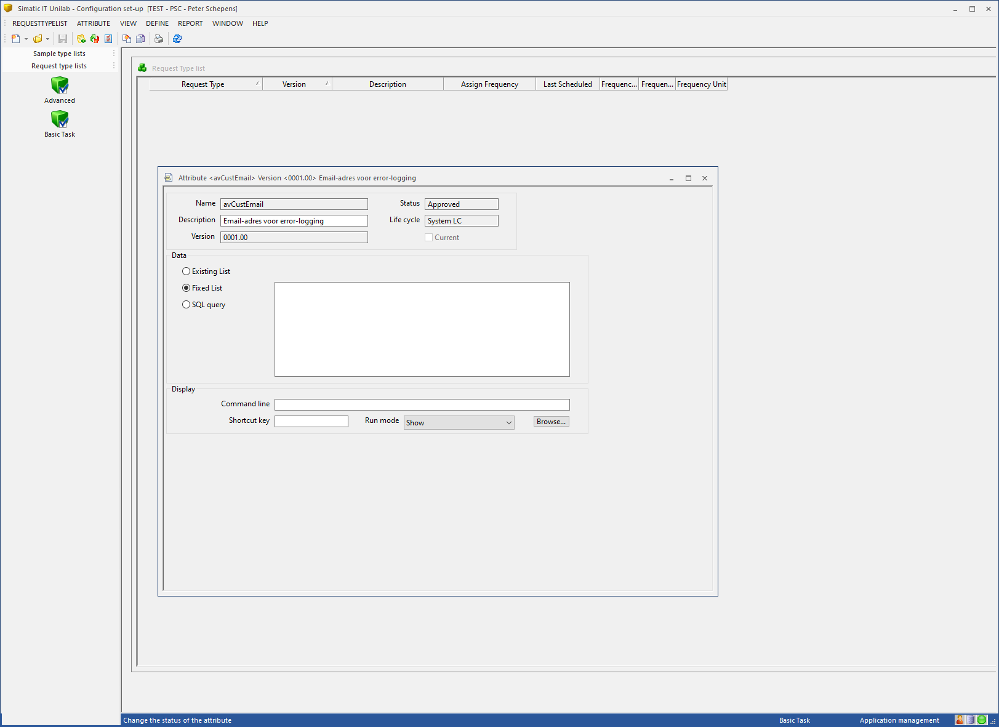 Simatic IT Unilab - Configuration set-up [TEST - PSC - Peter Schepens]
REQUESTTYPELIST ATTRIBUTE VIEW DEFINE REPORT WINDOW HELP
Sample type lists
Request type lists
Advanced
Basic Task
Request Type list
Request Type Version Description Assign Frequency Last Scheduled Frequenc... Frequen... Frequency Unit
Attribute <avCustEmail> Version <0001.00> Email-adres voor error-logging
Name avCustEmail Status Approved
Description Email-adres voor error-logging Life cycle System LC
Version 0001.00 Current
Data
Existing List
Fixed List
SQL query
Display
Command line
Shortcut key Run mode Show Browse...
Change the status of the attribute Basic Task Application management